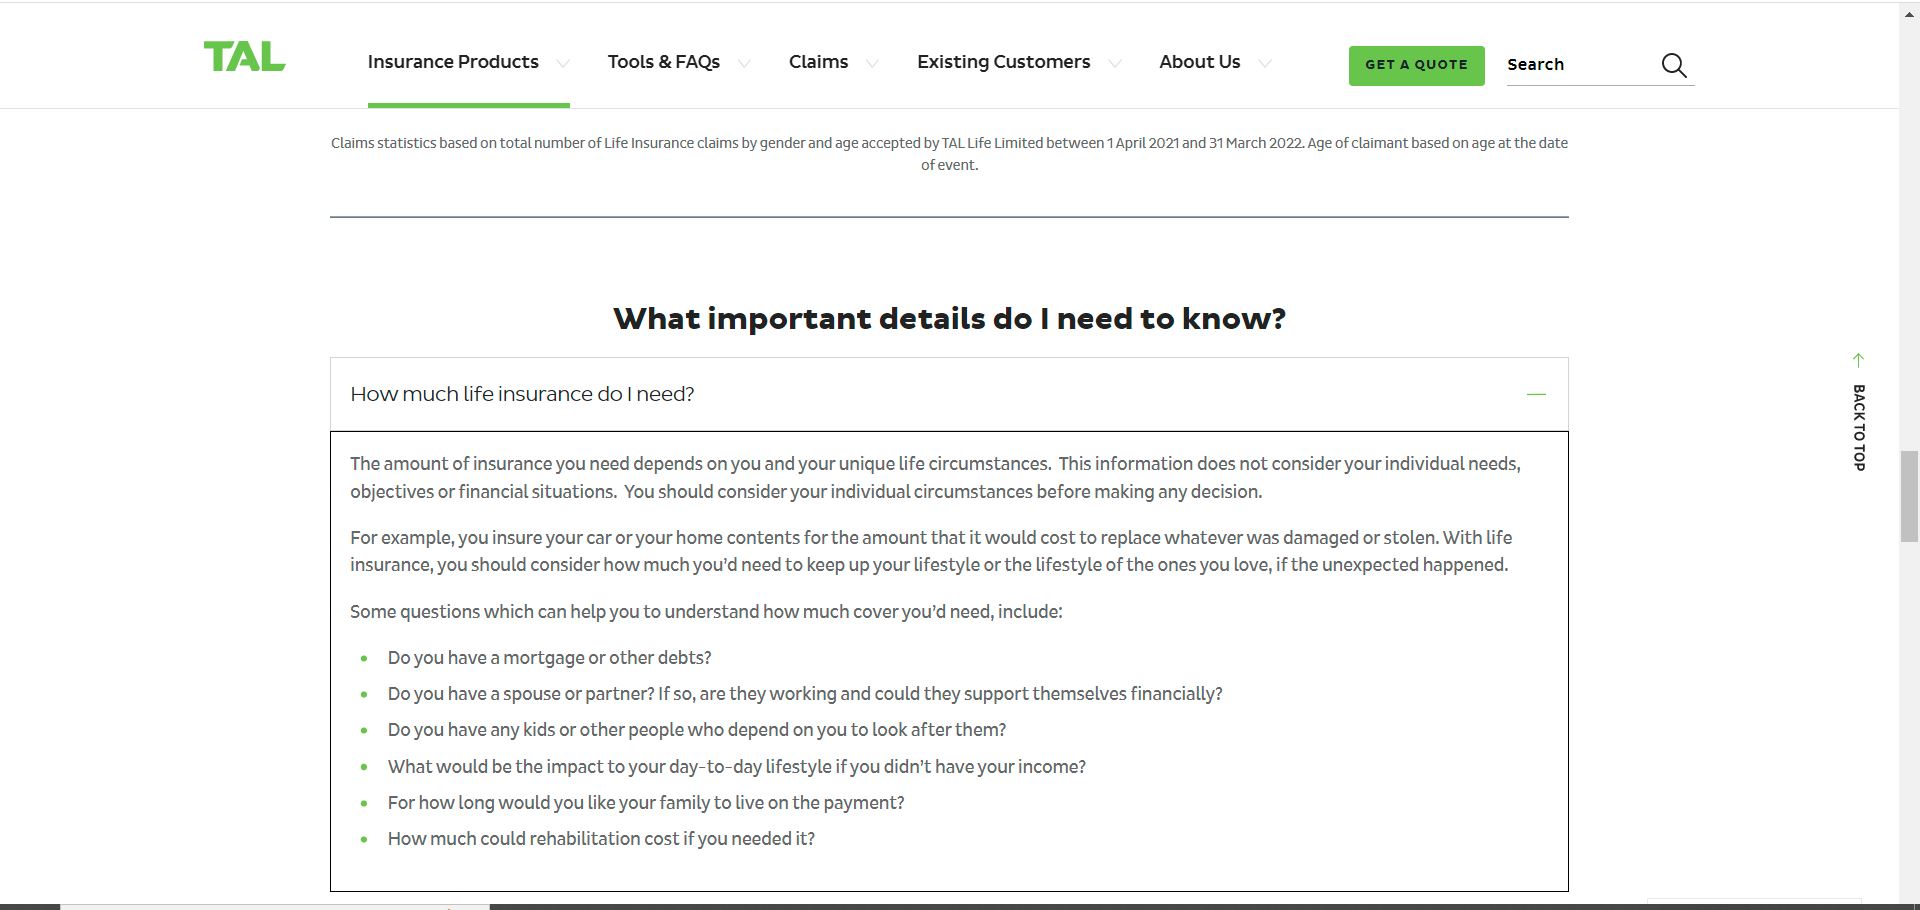 TAL
Insurance Products
Tools & FAQs
Claims
Existing Customers
About Us
GET A QUOTE
Search
Claims statistics based on total number of Life Insurance claims by gender and age accepted by TAL Life Limited between 1 April 2021 and 31 March 2022. Age of claimant based on age at the date
of event.
What important details do I need to know?
How much life insurance do I need?
BACK TO TOP
The amount of insurance you need depends on you and your unique life circumstances.  This information does not consider your individual needs,
objectives or financial situations.  You should consider your individual circumstances before making any decision.
For example, you insure your car or your home contents for the amount that it would cost to replace whatever was damaged or stolen. With life
insurance, you should consider how much you’d need to keep up your lifestyle or the lifestyle of the ones you love, if the unexpected happened.
Some questions which can help you to understand how much cover you’d need, include:
Do you have a mortgage or other debts?
Do you have a spouse or partner? If so, are they working and could they support themselves financially?
Do you have any kids or other people who depend on you to look after them?
What would be the impact to your day-to-day lifestyle if you didn’t have your income?
For how long would you like your family to live on the payment?
How much could rehabilitation cost if you needed it?